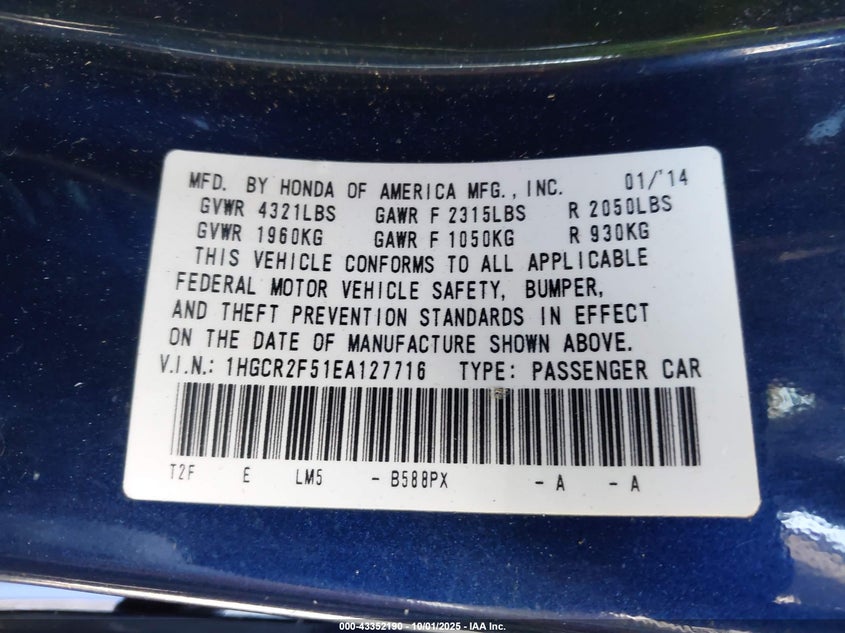 MFD. BY HONDA OF AMERICA MFG., INC. 01/'14
GVWR 4321LBS GAWR F 2315LBS R 2050LBS
GVWR 1960KG GAWR F 1050KG R 930KG
THIS VEHICLE CONFORMS TO ALL APPLICABLE
FEDERAL MOTOR VEHICLE SAFETY, BUMPER,
AND THEFT PREVENTION STANDARDS IN EFFECT
ON THE DATE OF MANUFACTURE SHOWN ABOVE.
V.I.N.: 1HGCR2F51EA127716 TYPE: PASSENGER CAR
T2F E LM5 - B588PX - A - A
000-43352190 - 10/01/2025 - IAA Inc.